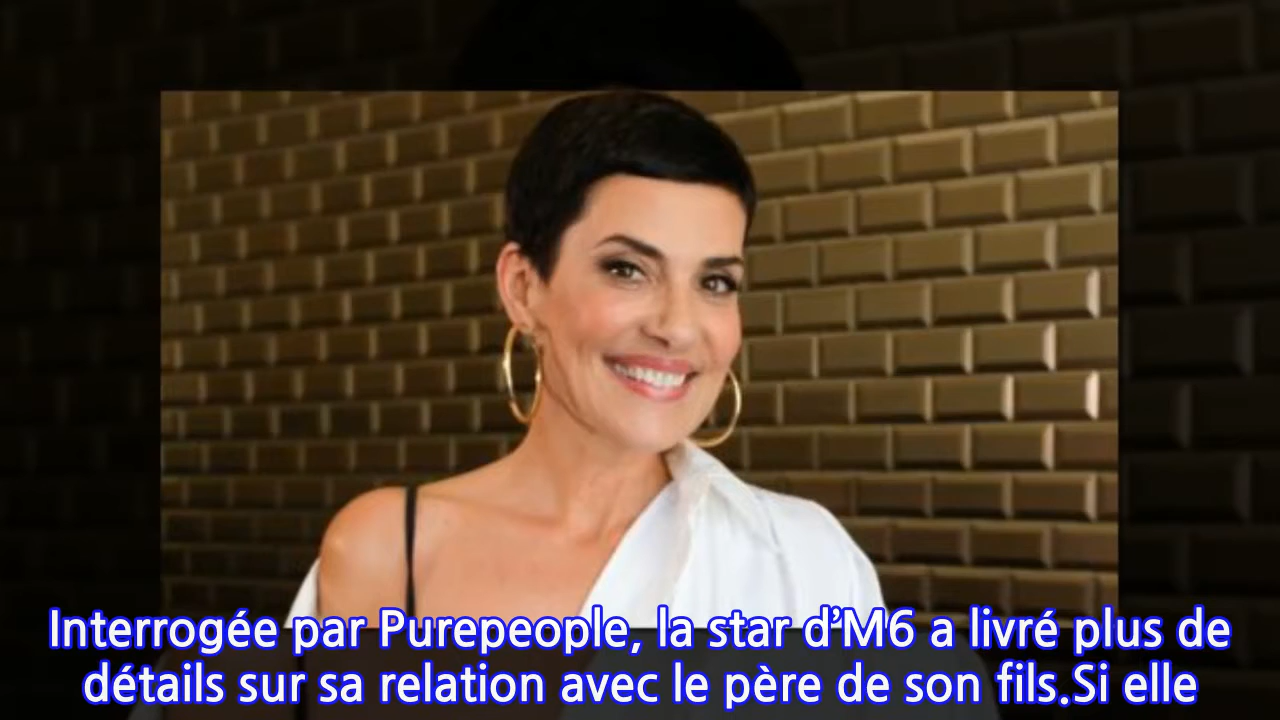 Interrogée par Purepeople, la star d’M6 a livré plus de
détails sur sa relation avec le père de son fils.Si elle